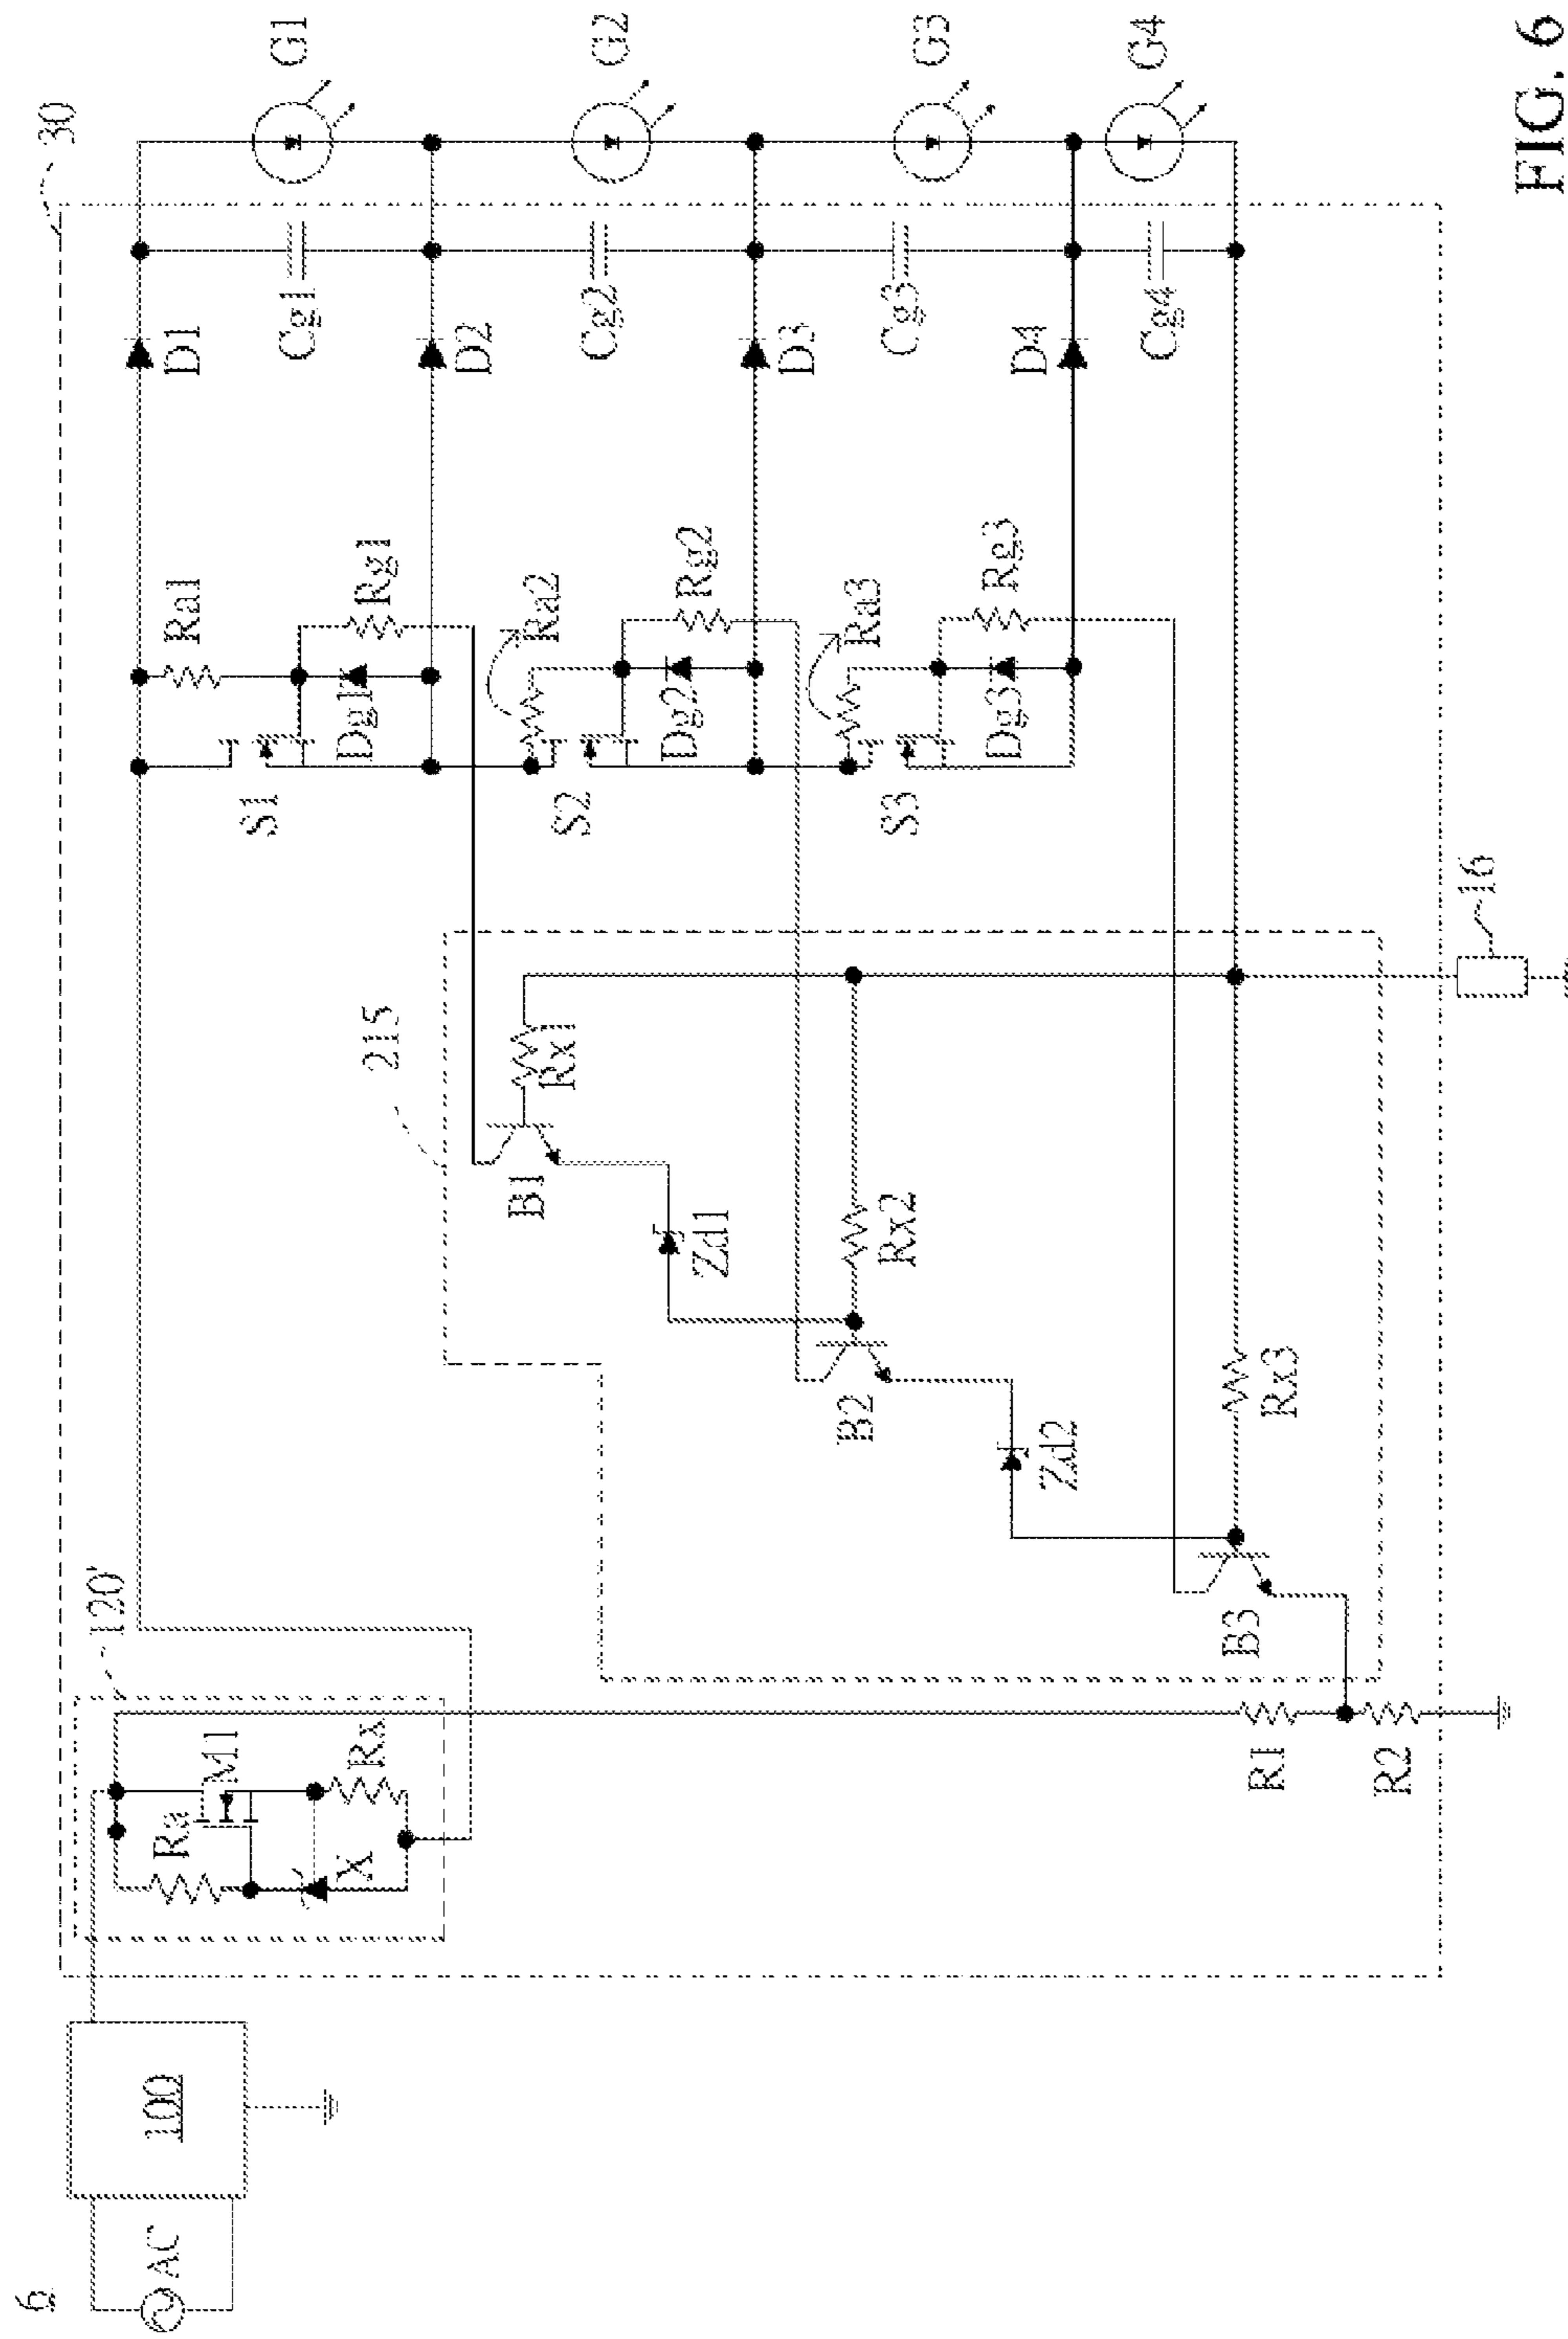 6
AC
100
120'
Ra
M1
X
Rx
30
R1
R2
215
B1
Rx1
Zd1
B2
Rx2
Zd2
B3
Rx3
16
S1
Ra1
Dg1
Rg1
S2
Ra2
Dg2
Rg2
S3
Ra3
Dg3
Rg3
D1
D2
D3
D4
Cg1
Cg2
Cg3
Cg4
G1
G2
G3
G4
FIG. 6